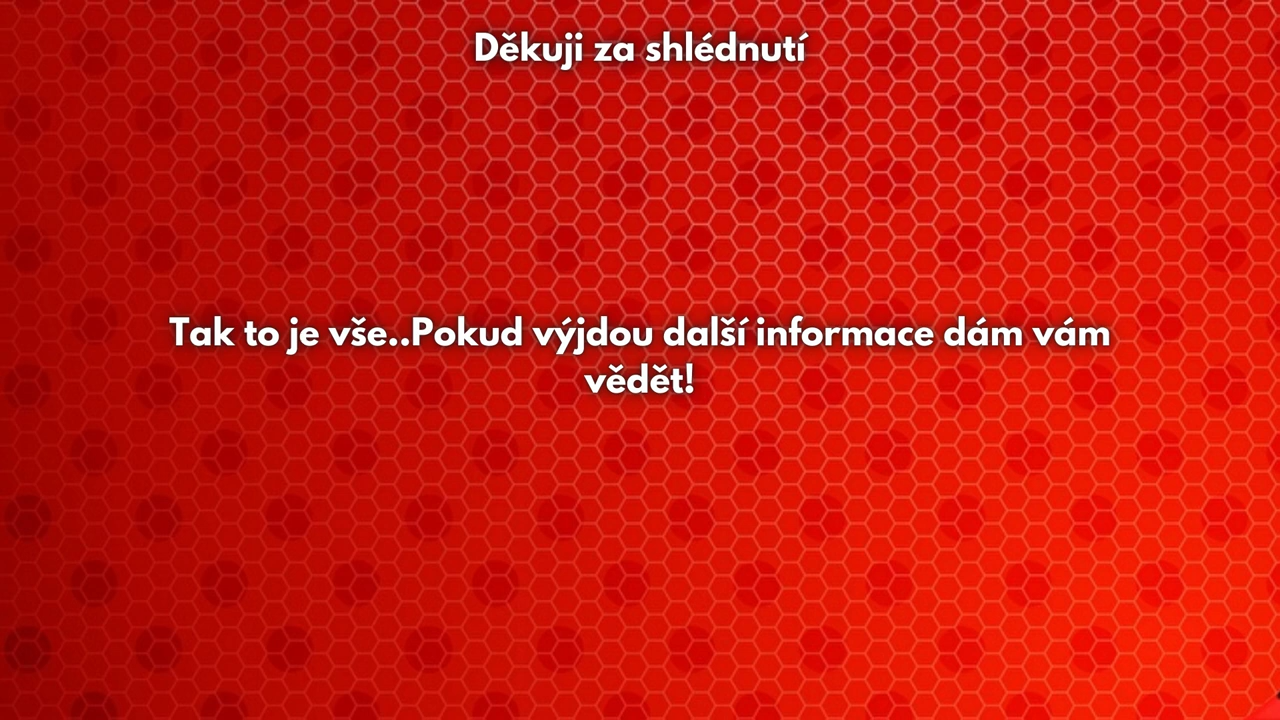 Děkuji za shlédnutí
Tak to je vše..Pokud výjdou další informace dám vám
vědět!